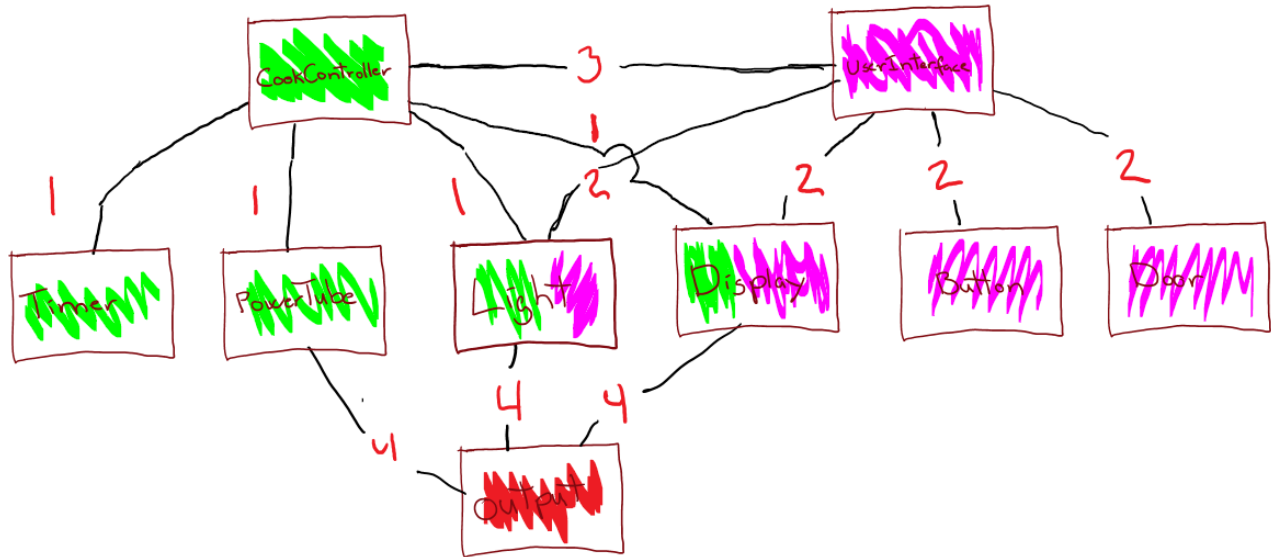 CookController
3
UserInterface
1
1
1
1
2
2
2
2
Timer
PowerTube
Light
Display
Button
Door
4
4
4
Output